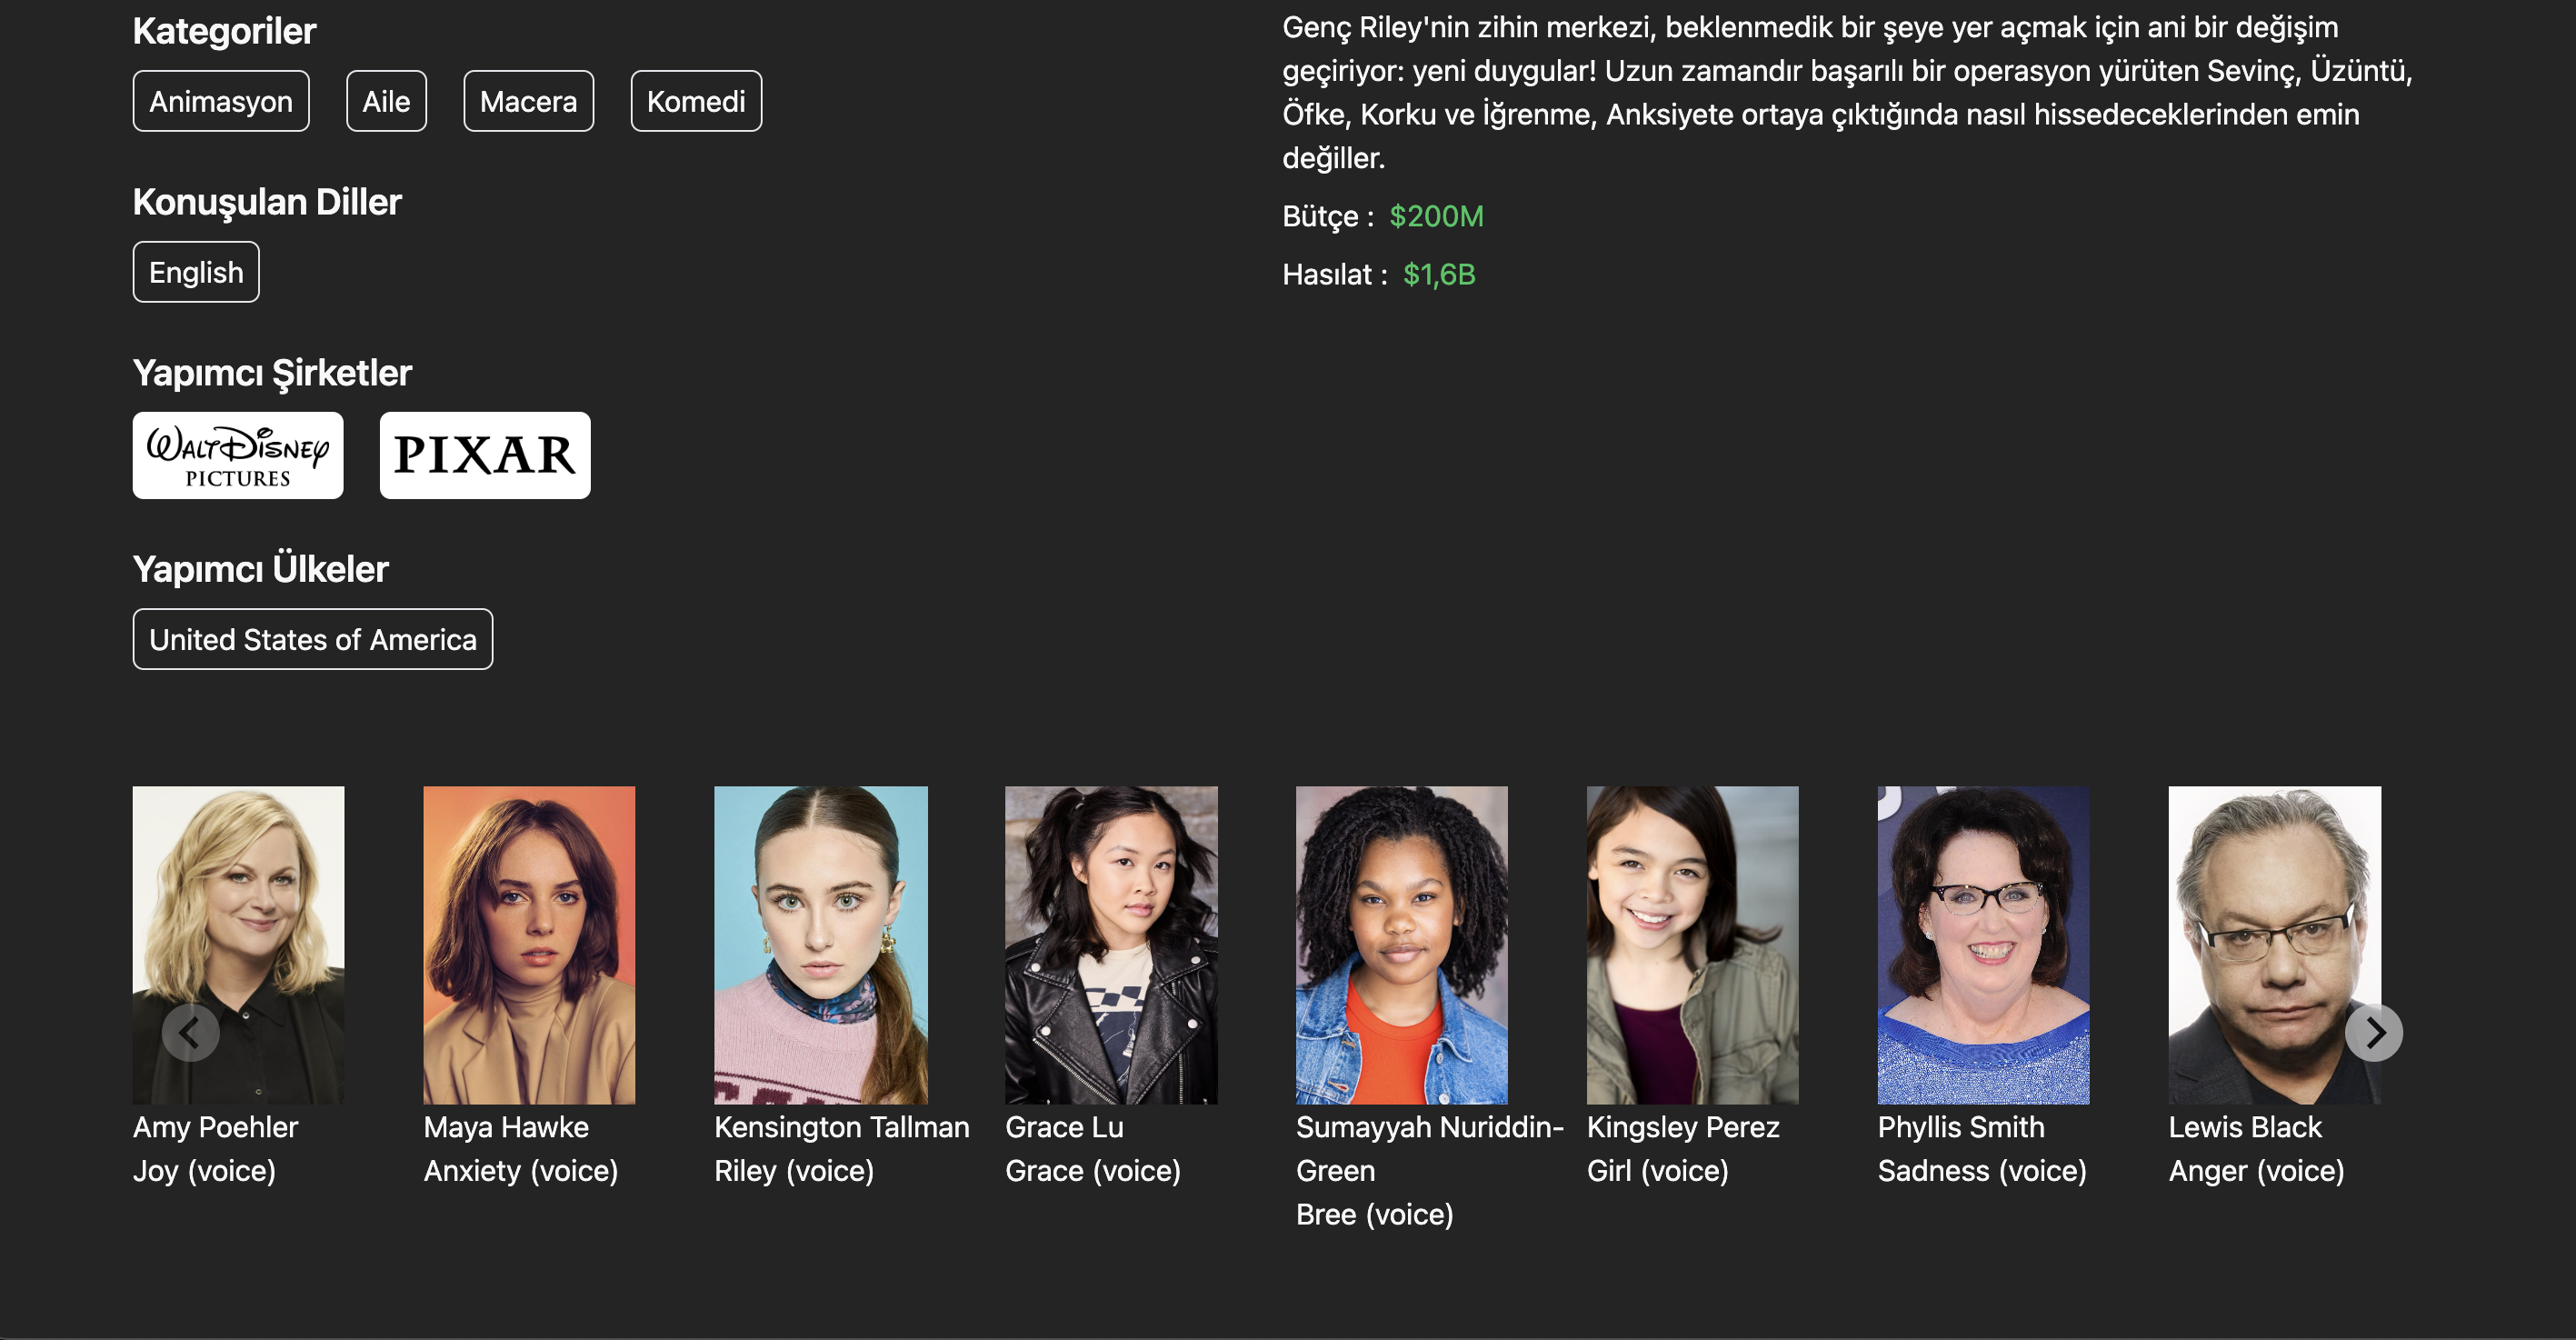 Kategoriler
Animasyon Aile Macera Komedi
Konuşulan Diller
English
Yapımcı Şirketler
WALT DISNEY
PICTURES
PIXAR
Yapımcı Ülkeler
United States of America
Genç Riley'nin zihin merkezi, beklenmedik bir şeye yer açmak için ani bir değişim
geçiriyor: yeni duygular! Uzun zamandır başarılı bir operasyon yürüten Sevinç, Üzüntü,
Öfke, Korku ve İğrenme, Anksiyete ortaya çıktığında nasıl hissedeceklerinden emin
değiller.
Bütçe : $200M
Hasılat : $1,6B
Amy Poehler
Joy (voice)
Maya Hawke
Anxiety (voice)
Kensington Tallman
Riley (voice)
Grace Lu
Grace (voice)
Sumayyah Nuriddin-
Green
Bree (voice)
Kingsley Perez
Girl (voice)
Phyllis Smith
Sadness (voice)
Lewis Black
Anger (voice)